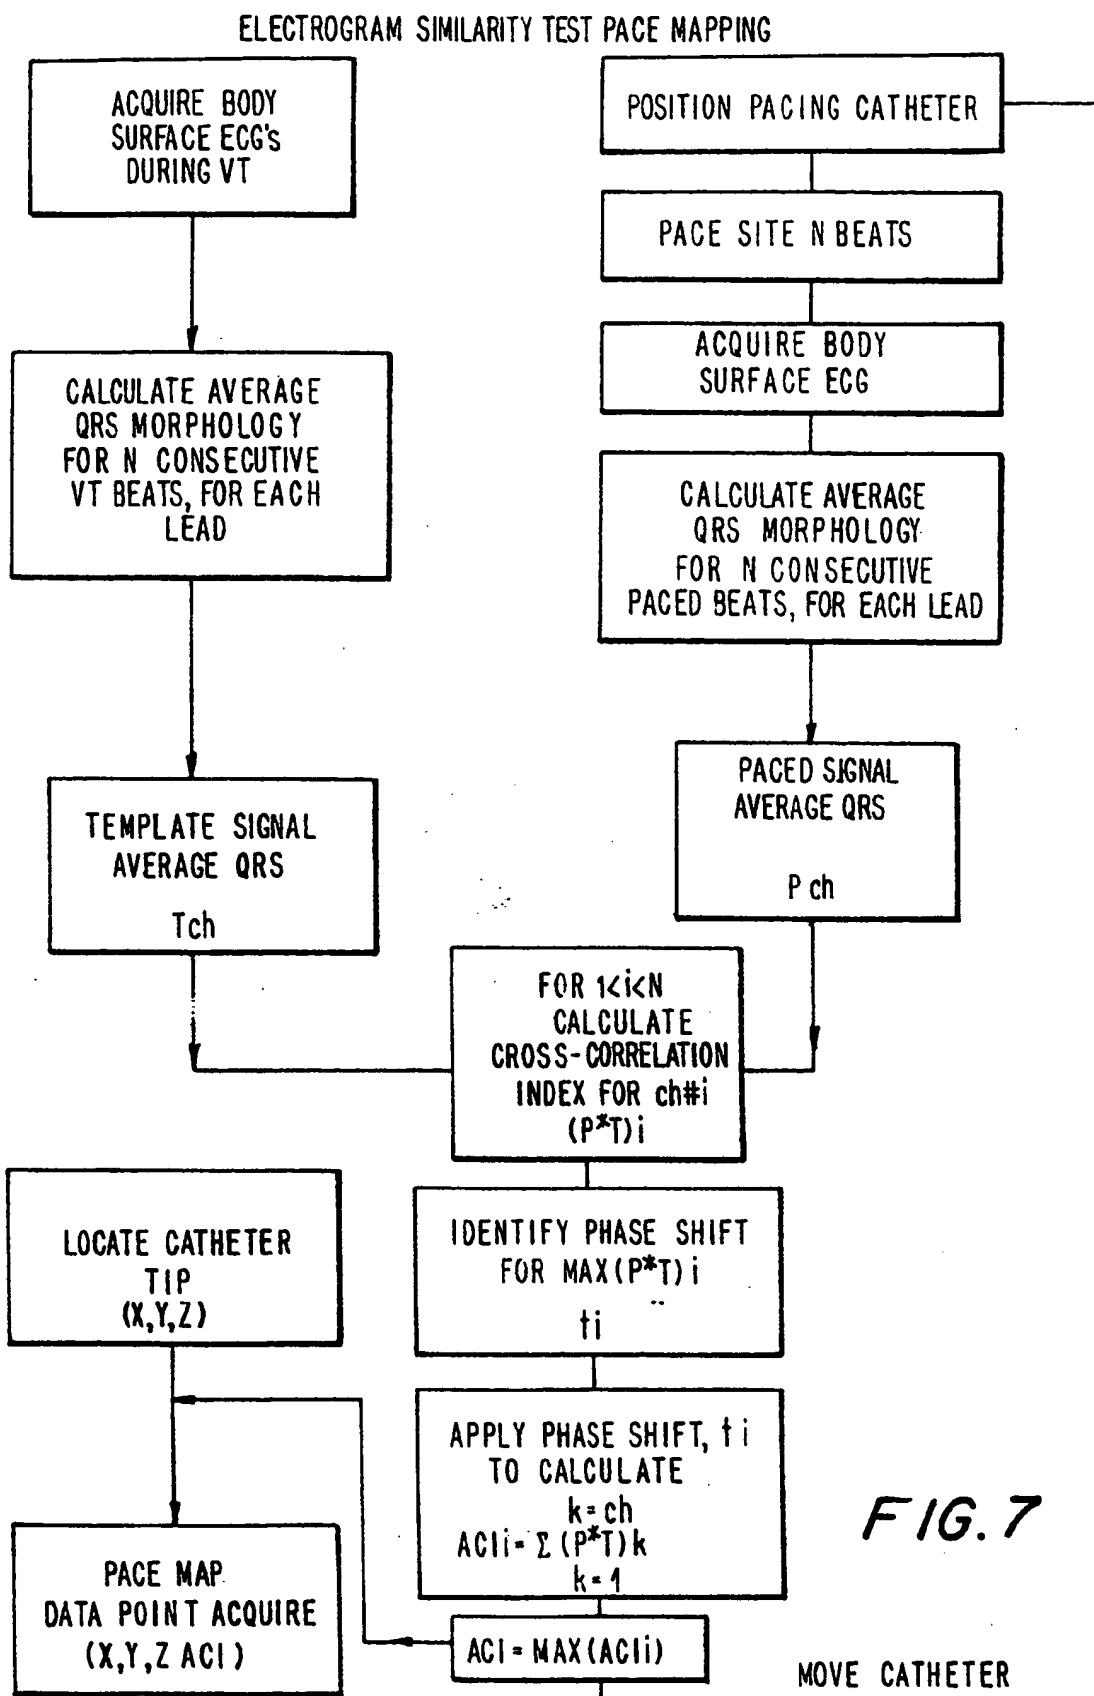 ELECTROGRAM SIMILARITY TEST PACE MAPPING
ACQUIRE BODY
SURFACE ECG's
DURING VT
CALCULATE AVERAGE
QRS MORPHOLOGY
FOR N CONSECUTIVE
VT BEATS, FOR EACH
LEAD
TEMPLATE SIGNAL
AVERAGE QRS
Tch
POSITION PACING CATHETER
PACE SITE N BEATS
ACQUIRE BODY
SURFACE ECG
CALCULATE AVERAGE
QRS MORPHOLOGY
FOR N CONSECUTIVE
PACED BEATS, FOR EACH LEAD
PACED SIGNAL
AVERAGE QRS
P ch
FOR 1<i<N
CALCULATE
CROSS-CORRELATION
INDEX FOR ch#i
(P*T)i
IDENTIFY PHASE SHIFT
FOR MAX(P*T)i
ti
APPLY PHASE SHIFT, ti
TO CALCULATE
k=ch
ACIi=Σ(P*T)k
k=1
ACI=MAX(ACIi)
LOCATE CATHETER
TIP
(X,Y,Z)
PACE MAP
DATA POINT ACQUIRE
(X,Y,Z ACI)
MOVE CATHETER
FIG.7